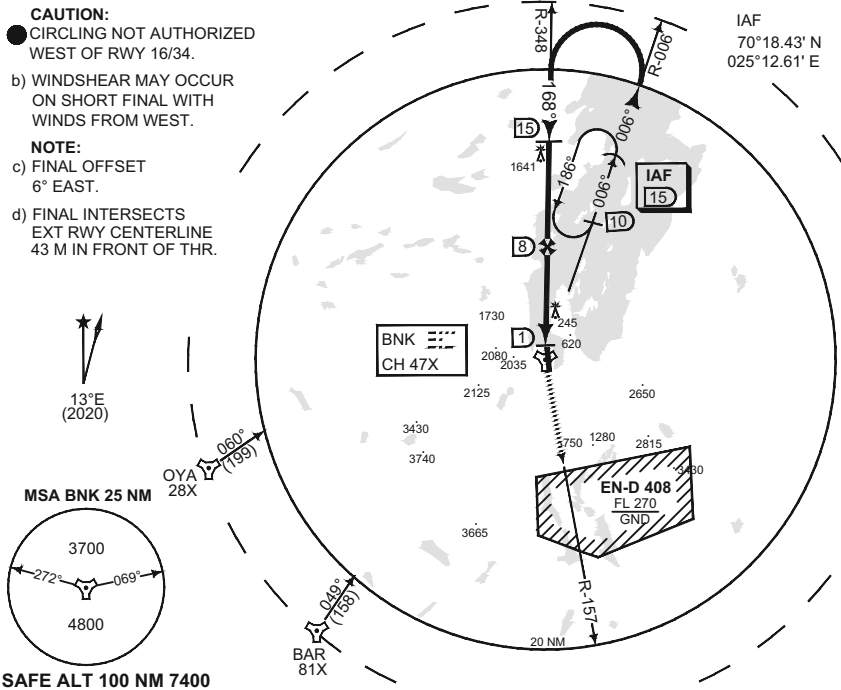 CAUTION:
CIRCLING NOT AUTHORIZED
WEST OF RWY 16/34.
b) WINDSHEAR MAY OCCUR
ON SHORT FINAL WITH
WINDS FROM WEST.
NOTE:
c) FINAL OFFSET
6° EAST.
d) FINAL INTERSECTS
EXT RWY CENTERLINE
43 M IN FRONT OF THR.
IAF
70°18.43' N
025°12.61' E
R-348
R-006
168°
006°
15
1641
186°
006°
IAF
15
10
8
1730
245
1
620
BNK
CH 47X
2080
2035
2125
2650
13°E
(2020)
3430
3740
1280
2815
3430
060°
(199)
OYA
28X
EN-D 408
FL 270
GND
MSA BNK 25 NM
3700
272°
069°
4800
3665
R-157
049°
(158)
BAR
81X
20 NM
SAFE ALT 100 NM 7400